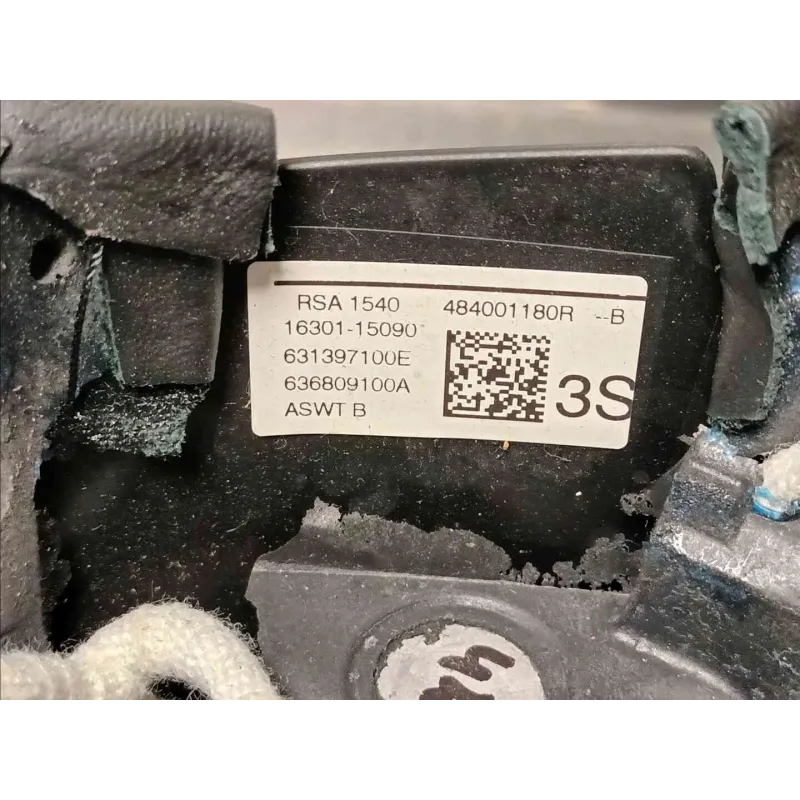 RSA 1540 484001180R --B
16301-15090
631397100E
636809100A
ASWT B
3S